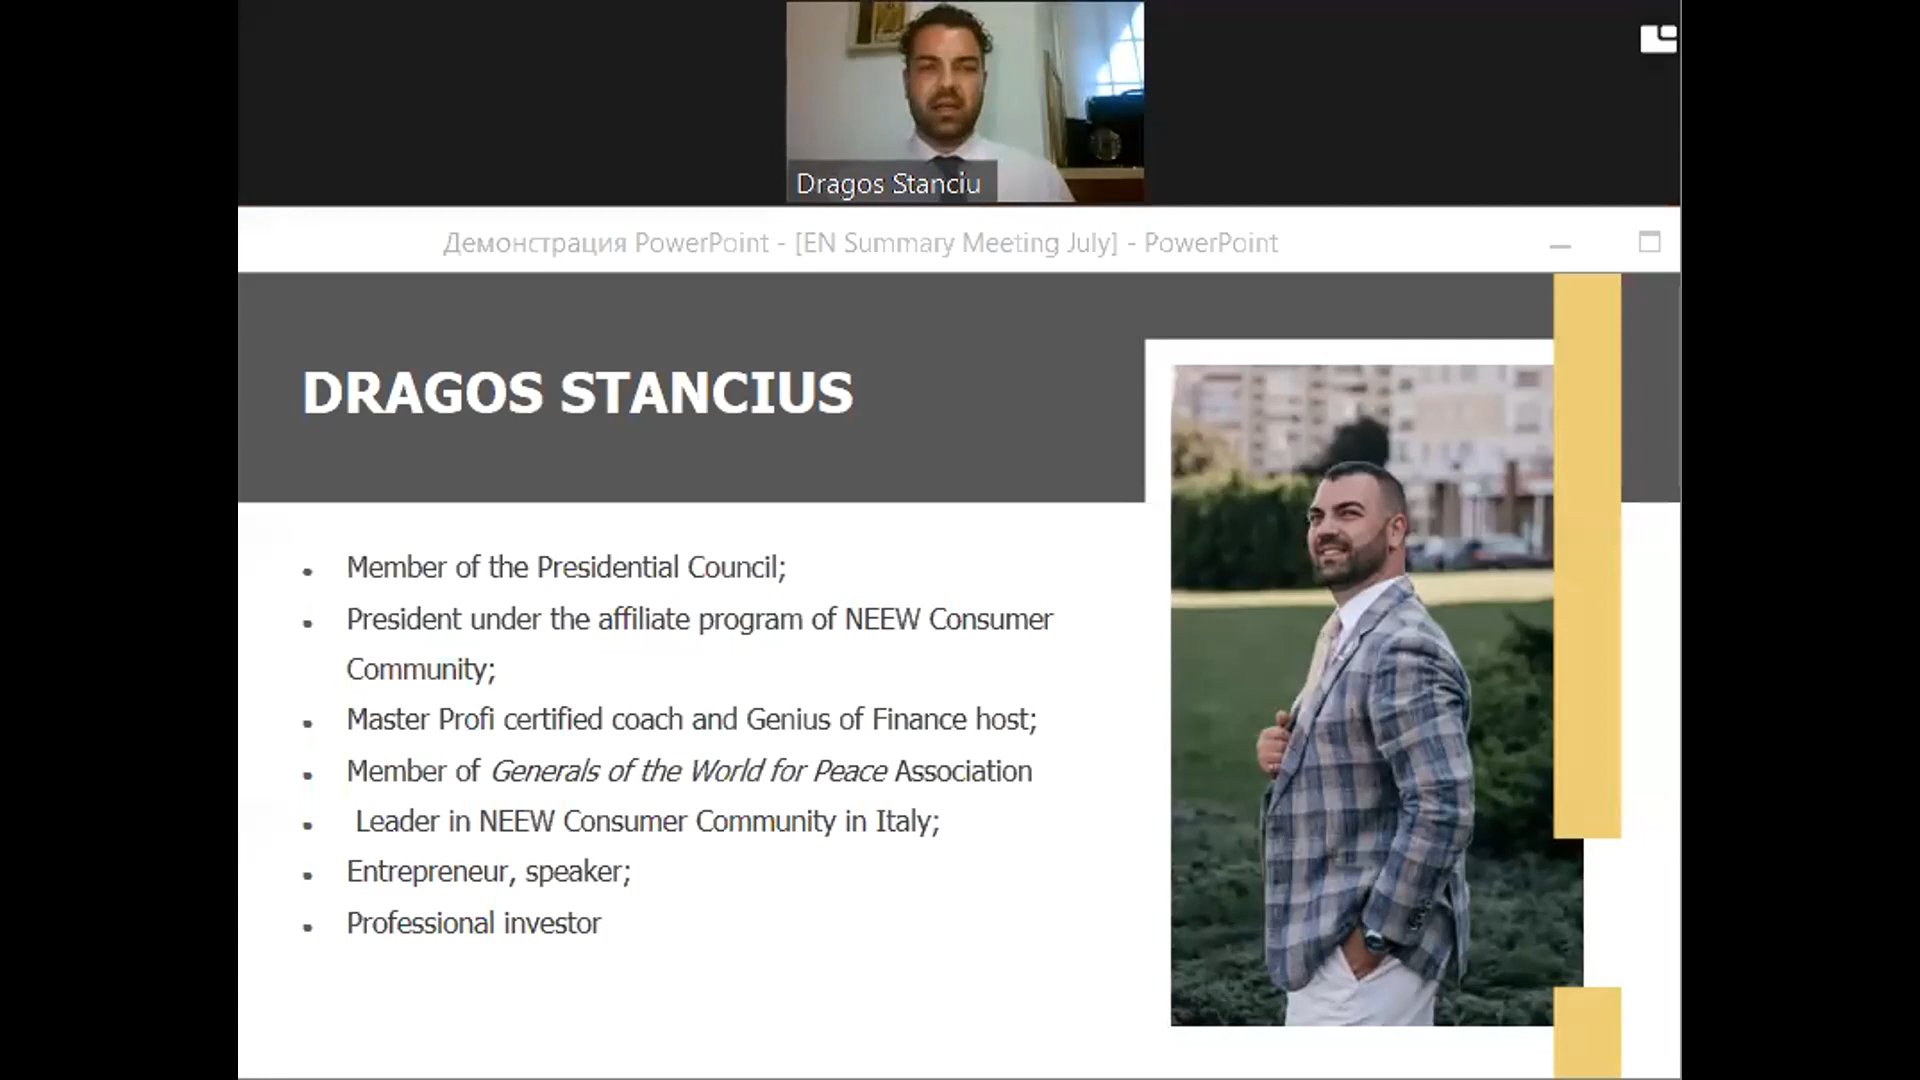 Dragos Stanciu
Демонстрация PowerPoint - [EN Summary Meeting July] - PowerPoint
DRAGOS STANCIUS
• Member of the Presidential Council;
• President under the affiliate program of NEEW Consumer
Community;
• Master Profi certified coach and Genius of Finance host;
• Member of Generals of the World for Peace Association
• Leader in NEEW Consumer Community in Italy;
• Entrepreneur, speaker;
• Professional investor